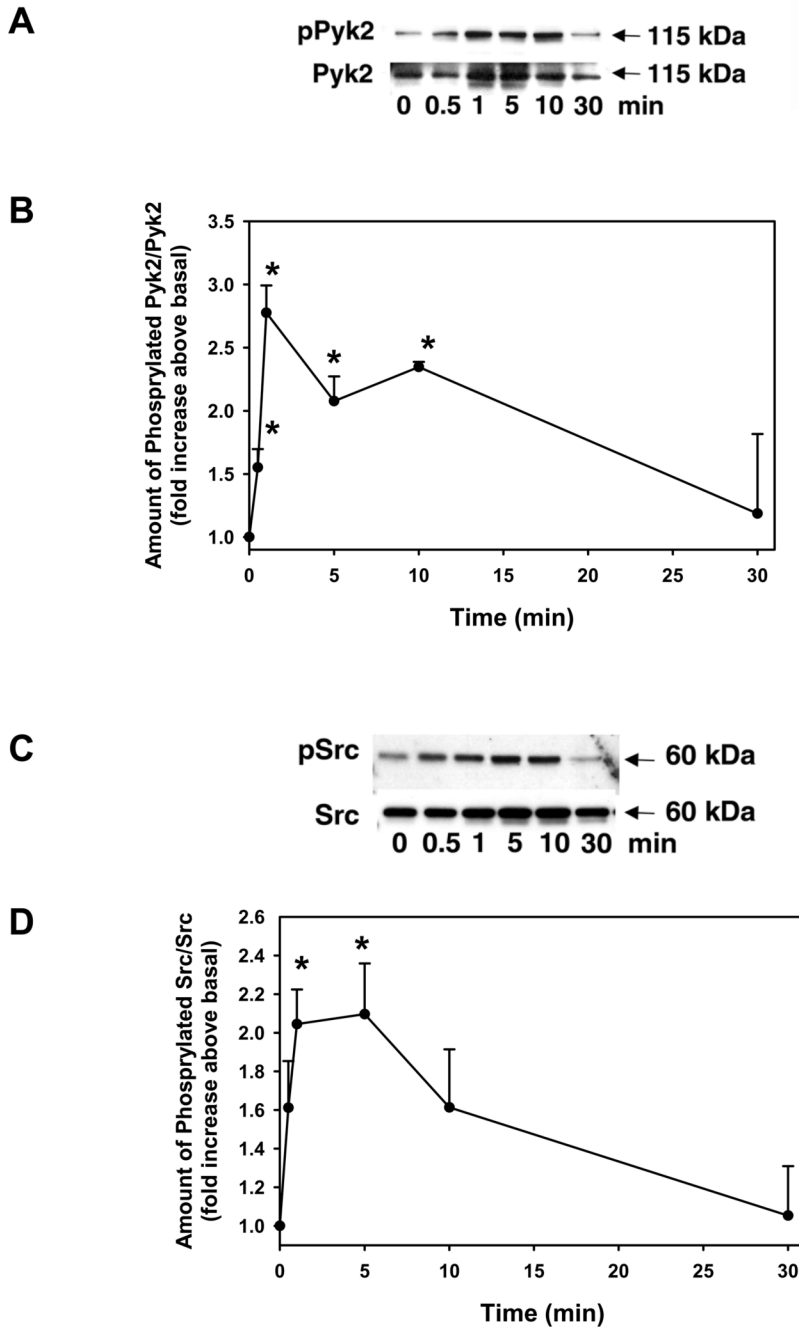 A
pPyk2 115 kDa
Pyk2 115 kDa
0 0.5 1 5 10 30 min
B
Amount of Phosprylated Pyk2/Pyk2
(fold increase above basal)
3.5
3.0
2.5
2.0
1.5
1.0
* * * *
0 5 10 15 20 25 30
Time (min)
C
pSrc 60 kDa
Src 60 kDa
0 0.5 1 5 10 30 min
D
Amount of Phosprylated Src/Src
(fold increase above basal)
2.6
2.4
2.2
2.0
1.8
1.6
1.4
1.2
1.0
* *
0 5 10 15 20 25 30
Time (min)